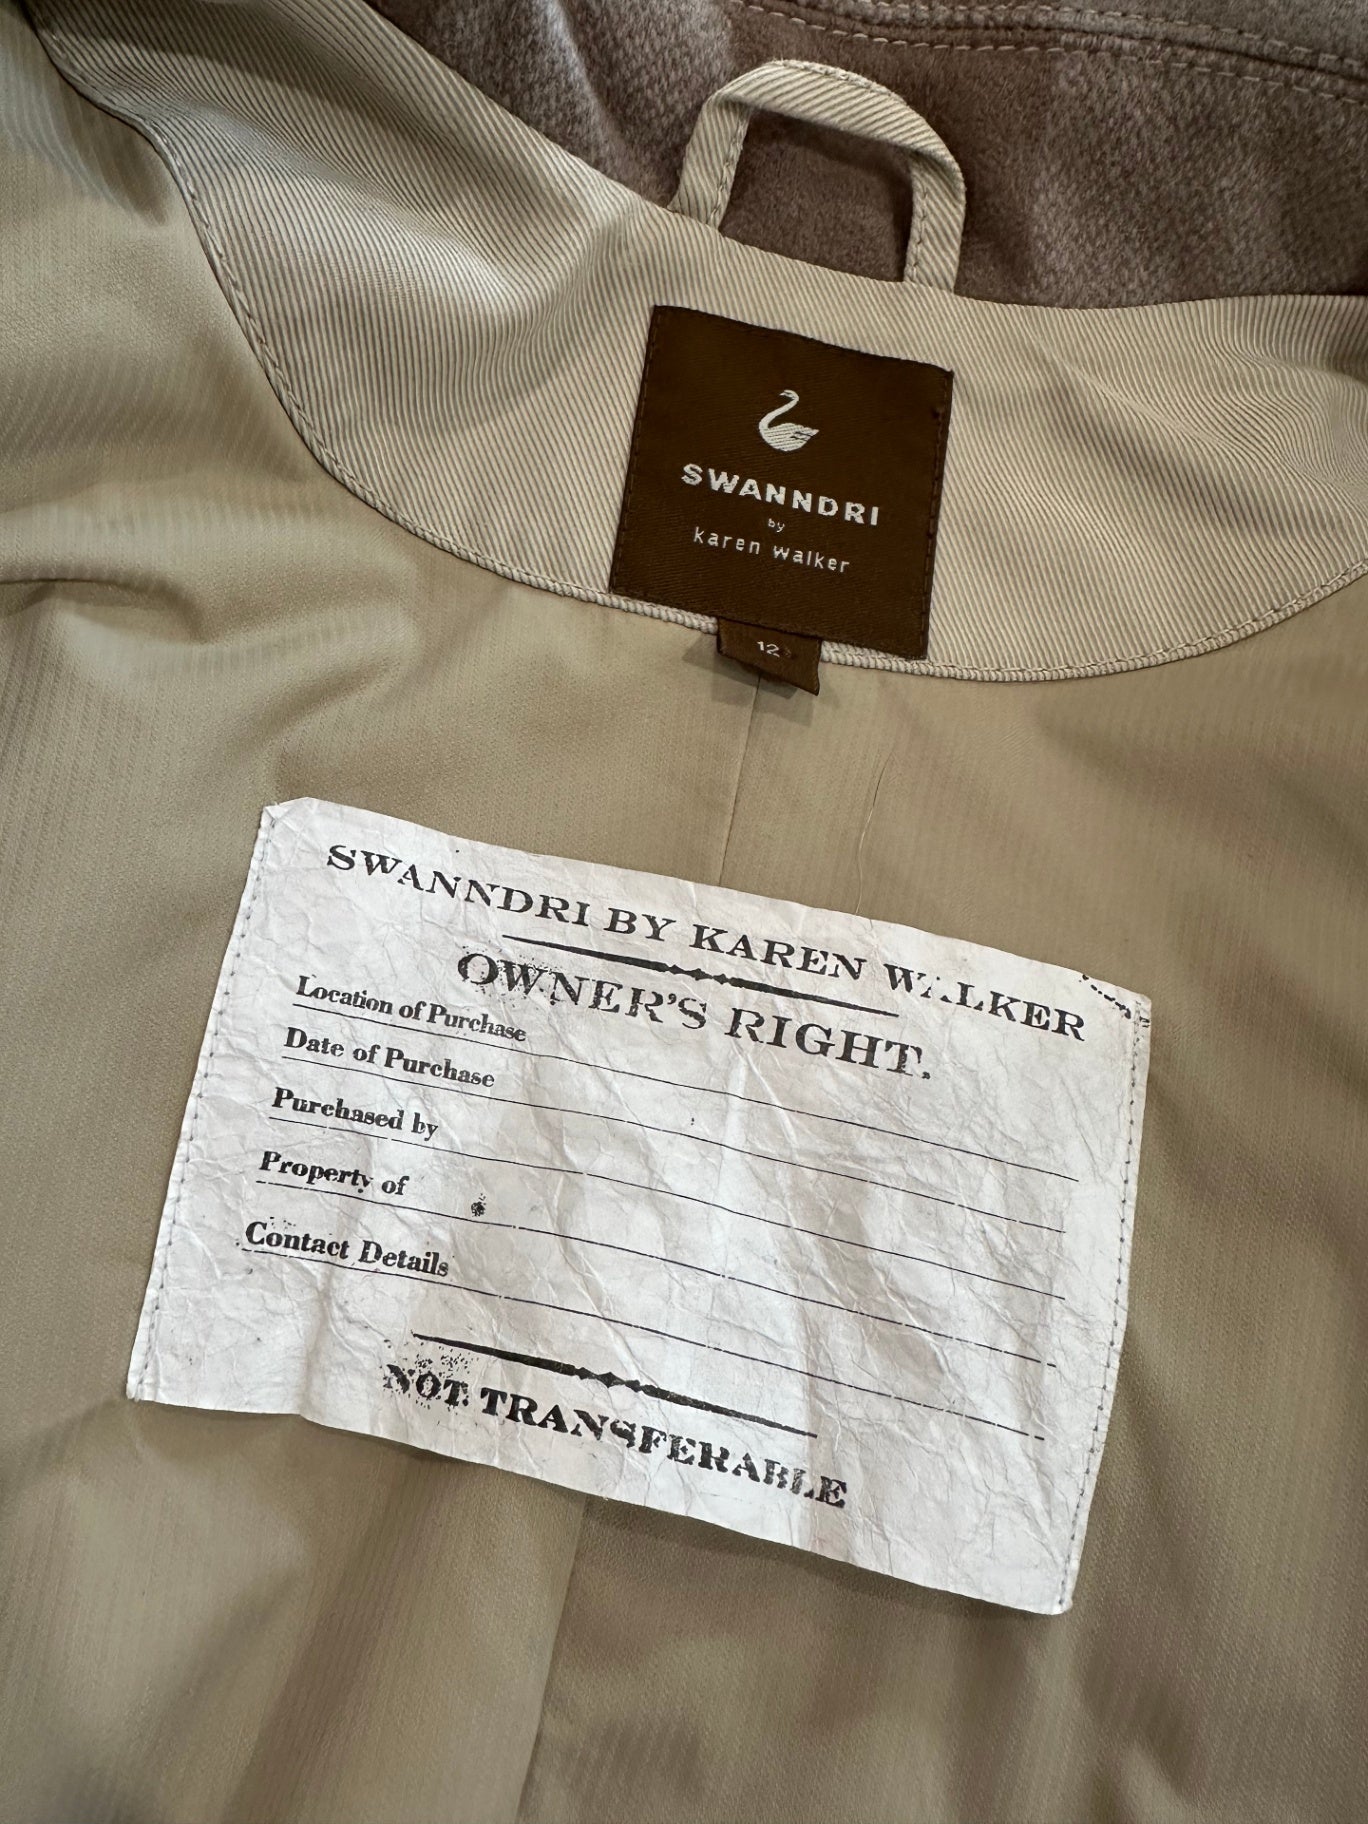 SWANNDRI
by
karen walker
12
SWANNDRI BY KAREN WALKER
OWNER'S RIGHT.
Location of Purchase
Date of Purchase
Purchased by
Property of
Contact Details
NOT TRANSFERABLE